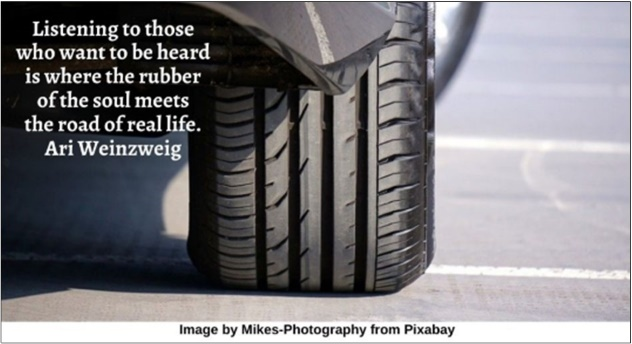 Listening to those
who want to be heard
is where the rubber
of the soul meets
the road of real life.
Ari Weinzweig
Image by Mikes-Photography from Pixabay